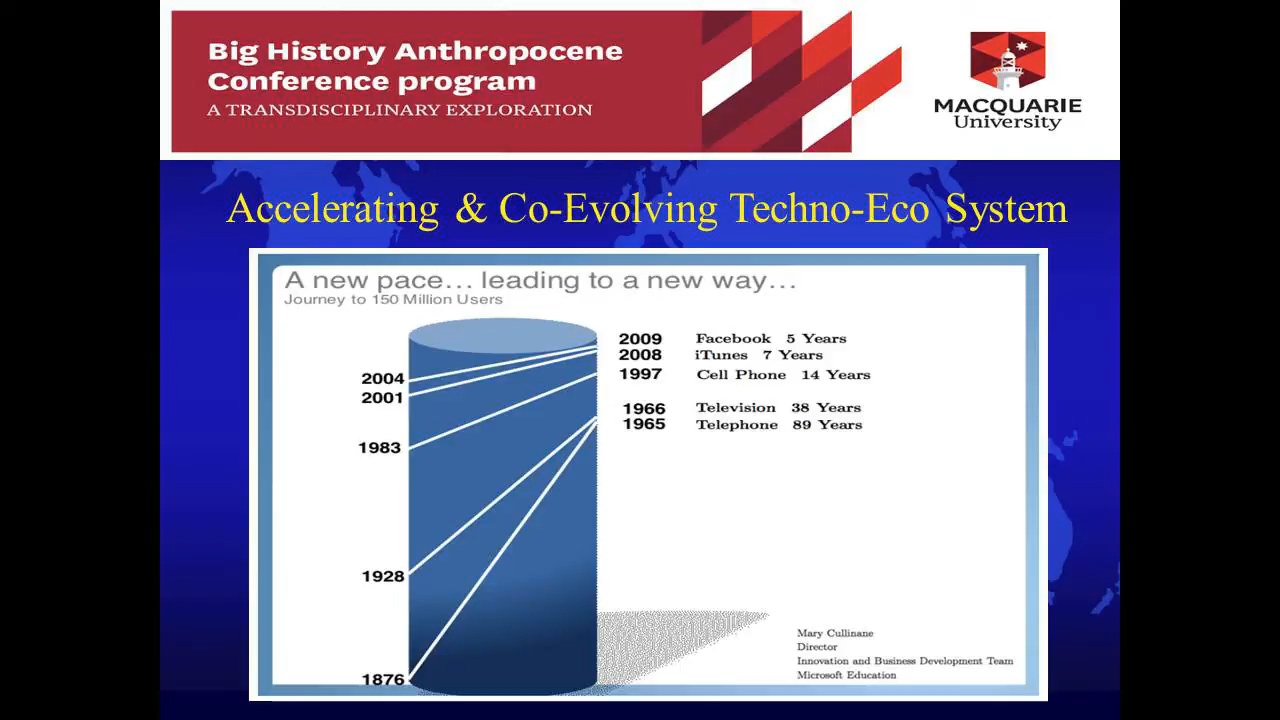 Big History Anthropocene
Conference program
A TRANSDISCIPLINARY EXPLORATION
MACQUARIE
University
Accelerating & Co-Evolving Techno-Eco System
A new pace... leading to a new way...
Journey to 150 Million Users
2009 Facebook 5 Years
2008 iTunes 7 Years
1997 Cell Phone 14 Years
1966 Television 38 Years
1965 Telephone 89 Years
2004
2001
1983
1928
1876
Mary Cullinane
Director
Innovation and Business Development Team
Microsoft Education